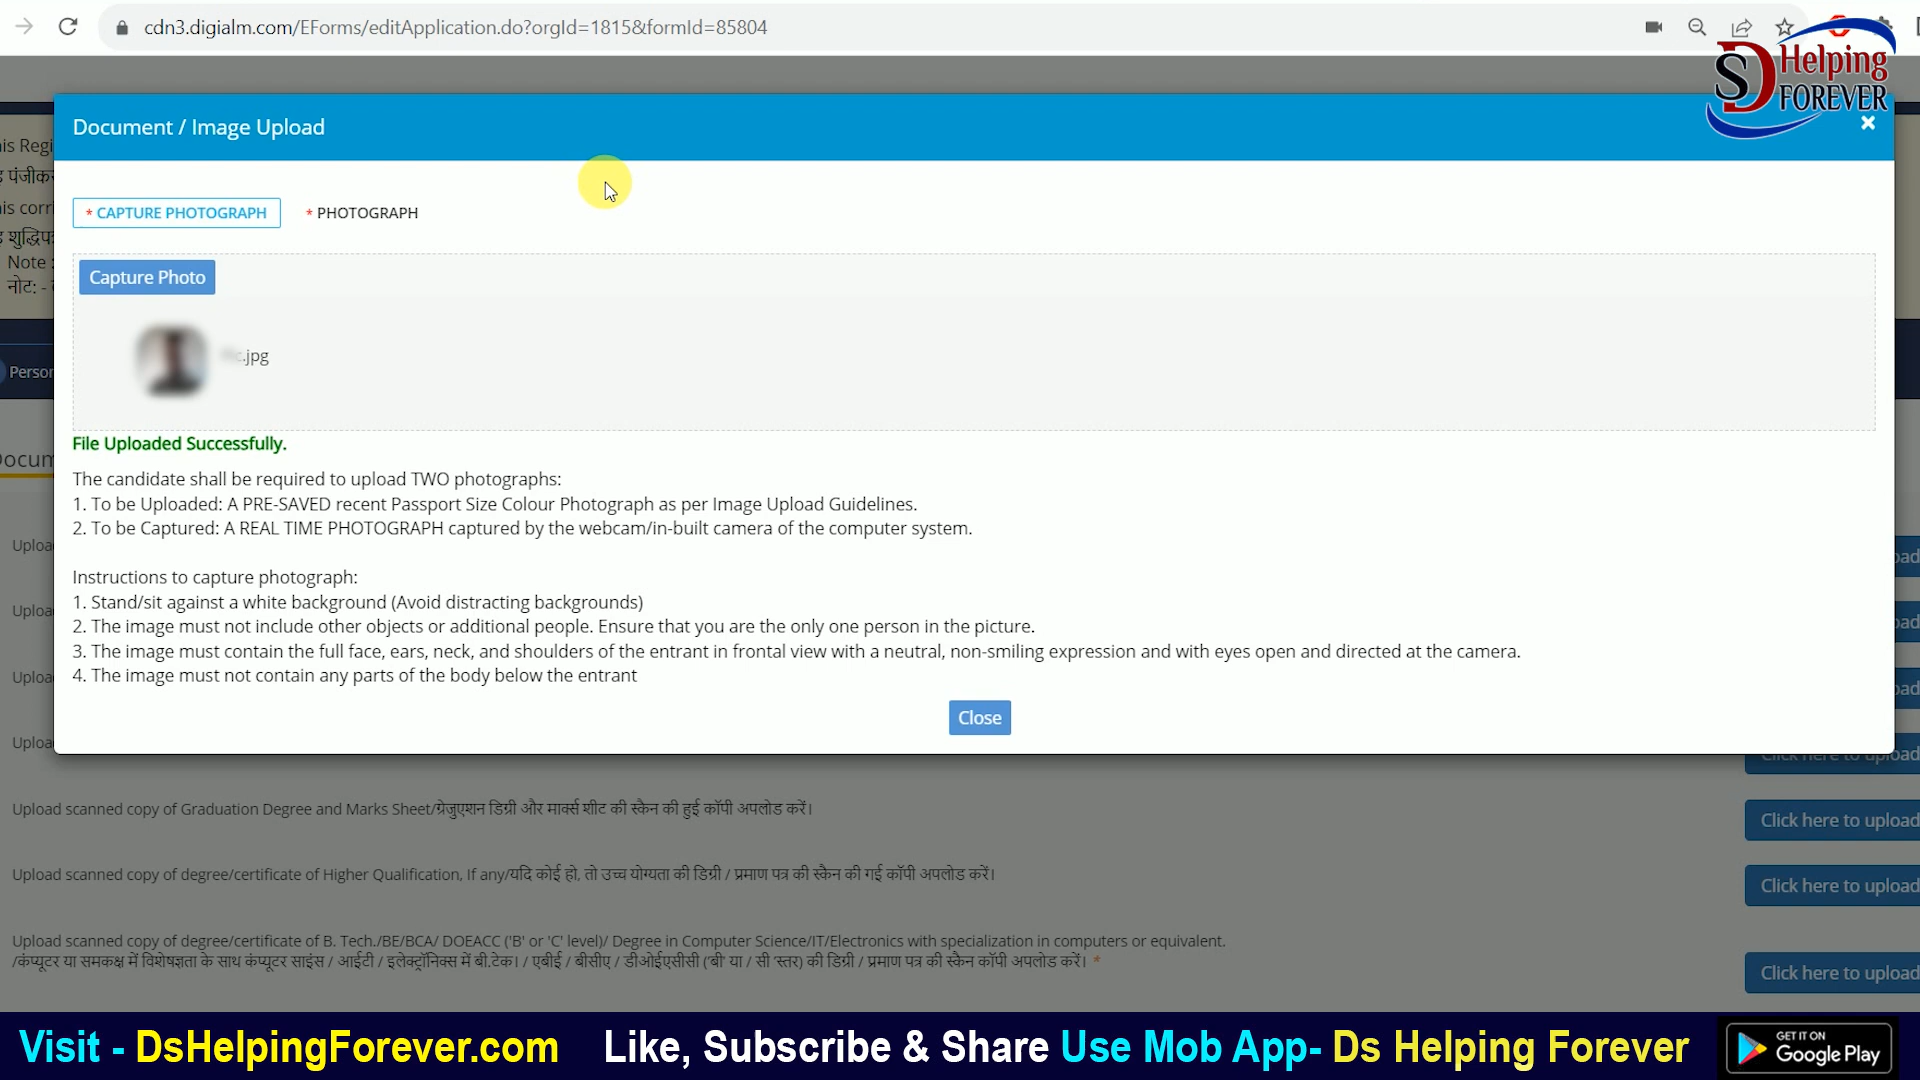 cdn3.digialm.com/EForms/editApplication.do?orgId=1815&formId=85804
SD Helping
FOREVER
Document / Image Upload
* CAPTURE PHOTOGRAPH
* PHOTOGRAPH
Capture Photo
.jpg
File Uploaded Successfully.
The candidate shall be required to upload TWO photographs:
1. To be Uploaded: A PRE-SAVED recent Passport Size Colour Photograph as per Image Upload Guidelines.
2. To be Captured: A REAL TIME PHOTOGRAPH captured by the webcam/in-built camera of the computer system.
Instructions to capture photograph:
1. Stand/sit against a white background (Avoid distracting backgrounds)
2. The image must not include other objects or additional people. Ensure that you are the only one person in the picture.
3. The image must contain the full face, ears, neck, and shoulders of the entrant in frontal view with a neutral, non-smiling expression and with eyes open and directed at the camera.
4. The image must not contain any parts of the body below the entrant
Close
Note :
नोट: -
Click here to upload
Upload scanned copy of Graduation Degree and Marks Sheet/ग्रेजुएशन डिग्री और मार्क्स शीट की स्कैन की हुई कॉपी अपलोड करें।
Click here to upload
Upload scanned copy of degree/certificate of Higher Qualification, If any/यदि कोई हो, तो उच्च योग्यता की डिग्री / प्रमाण पत्र की स्कैन की गई कॉपी अपलोड करें।
Click here to upload
Upload scanned copy of degree/certificate of B. Tech./BE/BCA/ DOEACC ('B' or 'C' level)/ Degree in Computer Science/IT/Electronics with specialization in computers or equivalent.
/कंप्यूटर या समकक्ष में विशेषज्ञता के साथ कंप्यूटर साइंस / आईटी / इलेक्ट्रॉनिक्स में बी.टेक। / एबीई / बीसीए / डीओईएसीसी ('बी' या / सी 'स्तर) की डिग्री / प्रमाण पत्र की स्कैन कॉपी अपलोड करें। *
Click here to upload
Visit - DsHelpingForever.com Like, Subscribe & Share Use Mob App- Ds Helping Forever
GET IT ON
Google Play